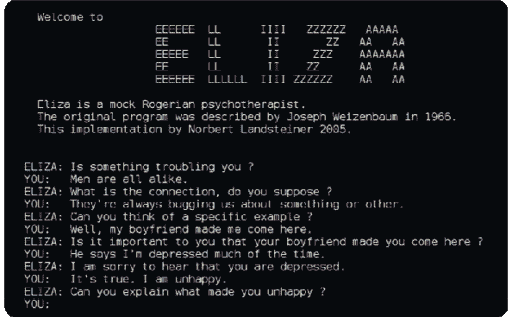 Welcome to
EEEEEE LL IIII ZZZZZZ AAAAA
EE LL II ZZ AA AA
EEEEE LL II ZZZ AAAAAAA
EE LL II ZZ AA AA
EEEEEE LLLLLL IIII ZZZZZZ AA AA
Eliza is a mock Rogerian psychotherapist.
The original program was described by Joseph Weizenbaum in 1966.
This implementation by Norbert Landsteiner 2005.
ELIZA: Is something troubling you ?
YOU: Men are all alike.
ELIZA: What is the connection, do you suppose ?
YOU: They're always bugging us about something or other.
ELIZA: Can you think of a specific example ?
YOU: Well, my boyfriend made me come here.
ELIZA: Is it important to you that your boyfriend made you come here ?
YOU: He says I'm depressed much of the time.
ELIZA: I am sorry to hear that you are depressed.
YOU: It's true. I am unhappy.
ELIZA: Can you explain what made you unhappy ?
YOU: